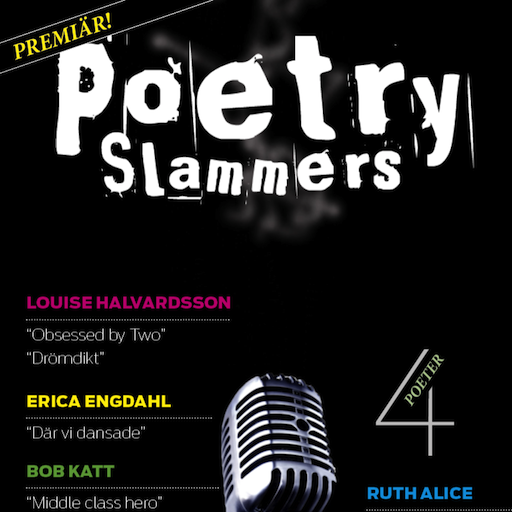 PREMIÄR!
Poetry
Slammers
LOUISE HALVARDSSON
"Obsessed by Two"
"Drömdikt"
ERICA ENGDAHL
"Där vi dansade"
BOB KATT
"Middle class hero"
4
POETER
RUTH ALICE